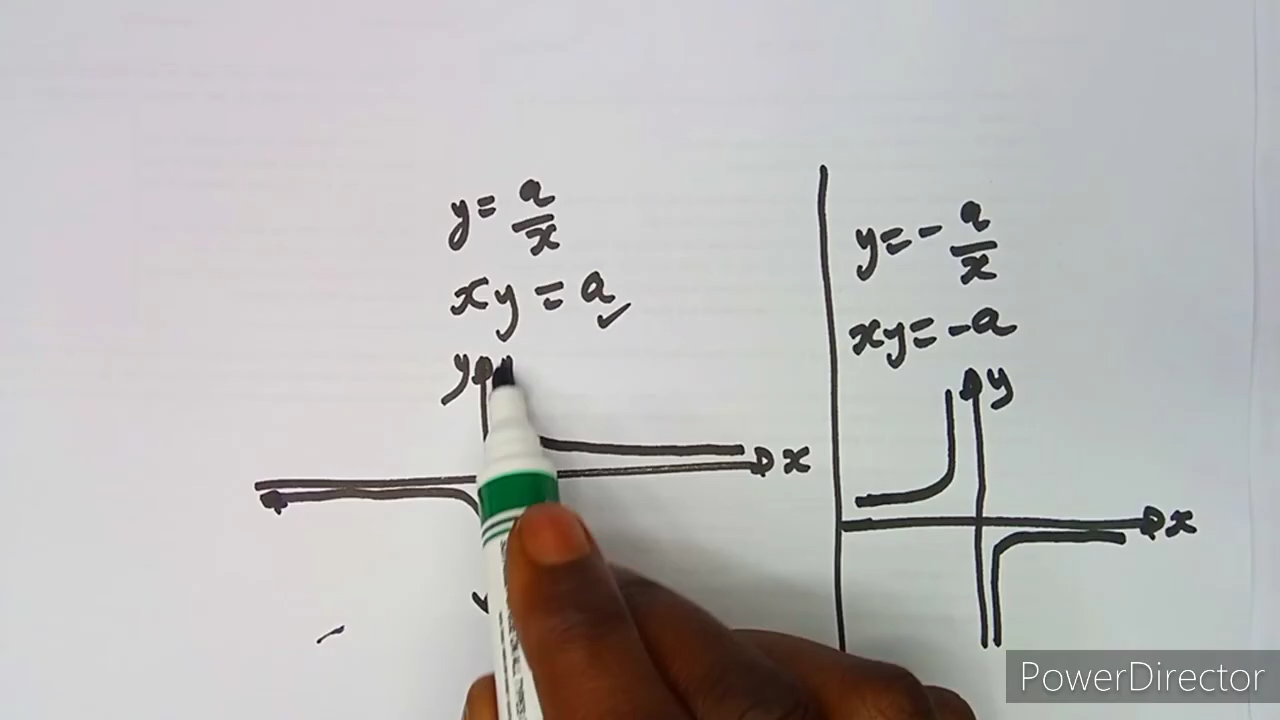 y = a/x
xy = a
y
x
y = - a/x
xy = -a
y
x
PowerDirector